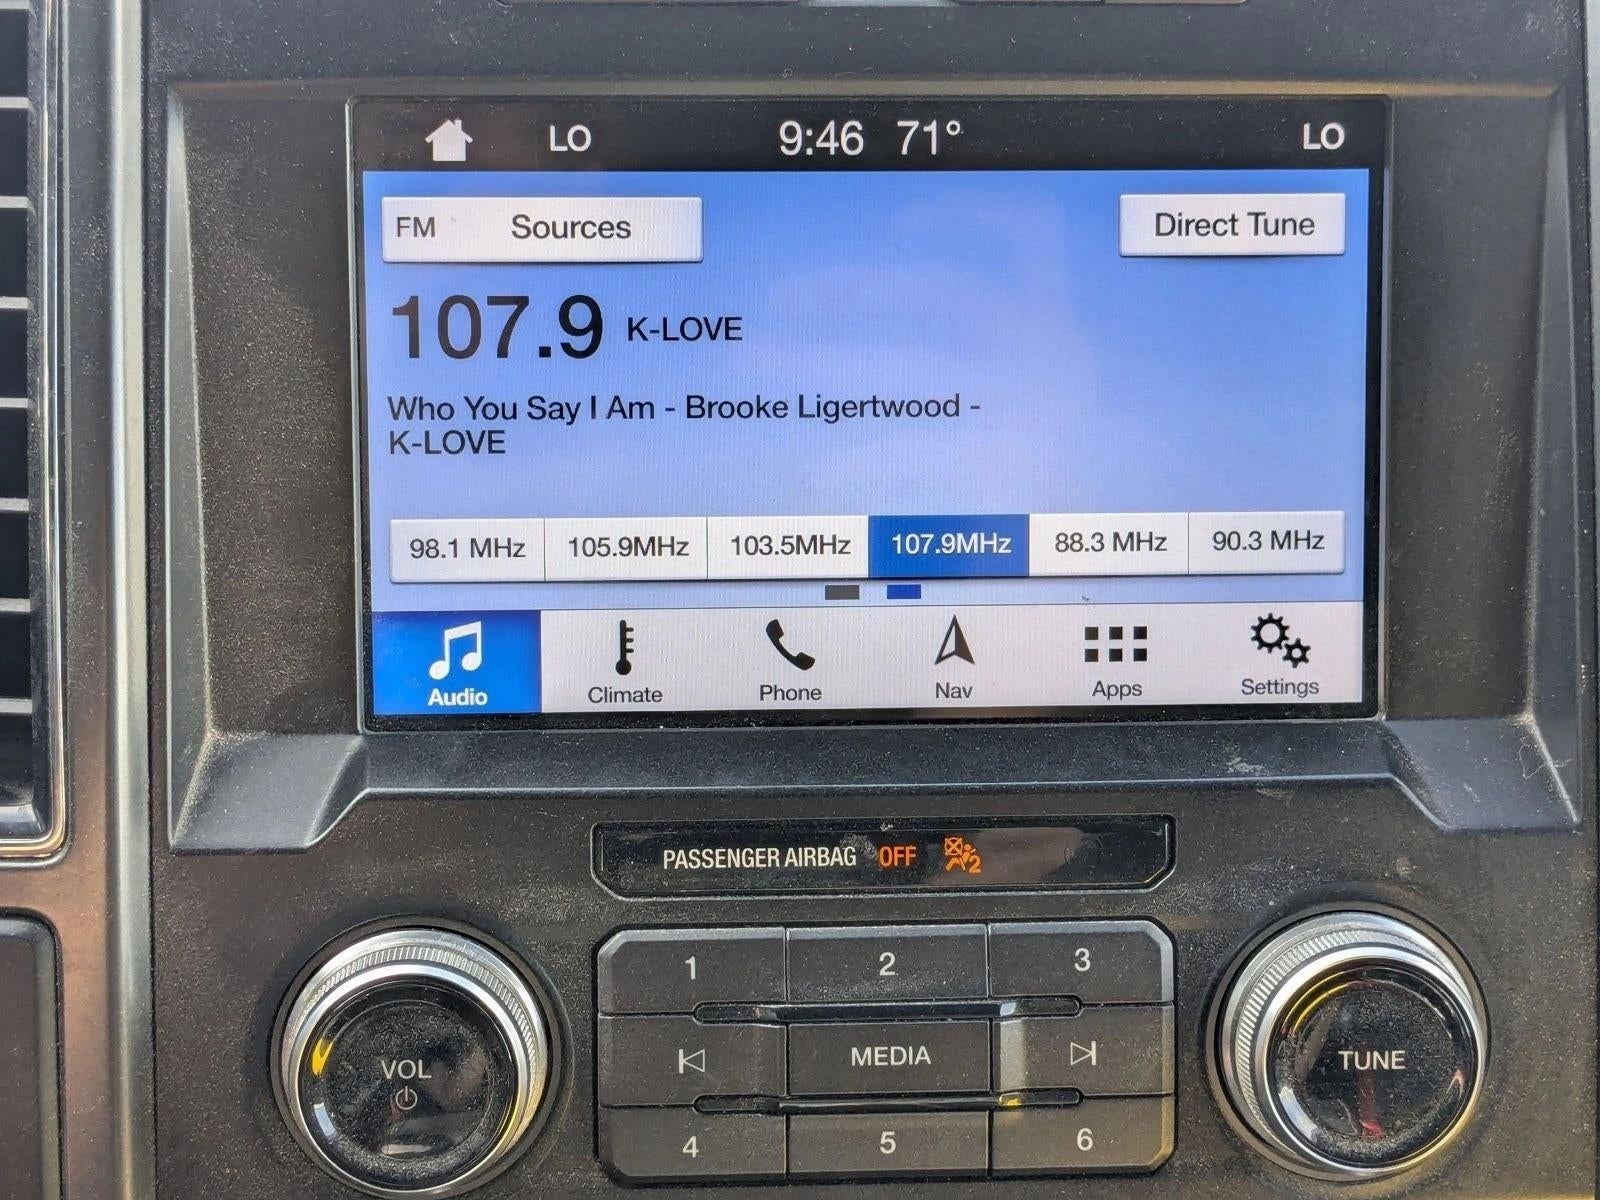 LO 9:46 71° LO
FM Sources Direct Tune
107.9 K-LOVE
Who You Say I Am - Brooke Ligertwood -
K-LOVE
98.1 MHz 105.9MHz 103.5MHz 107.9MHz 88.3 MHz 90.3 MHz
Audio Climate Phone Nav Apps Settings
PASSENGER AIRBAG OFF 2
1 2 3
VOL MEDIA TUNE
4 5 6